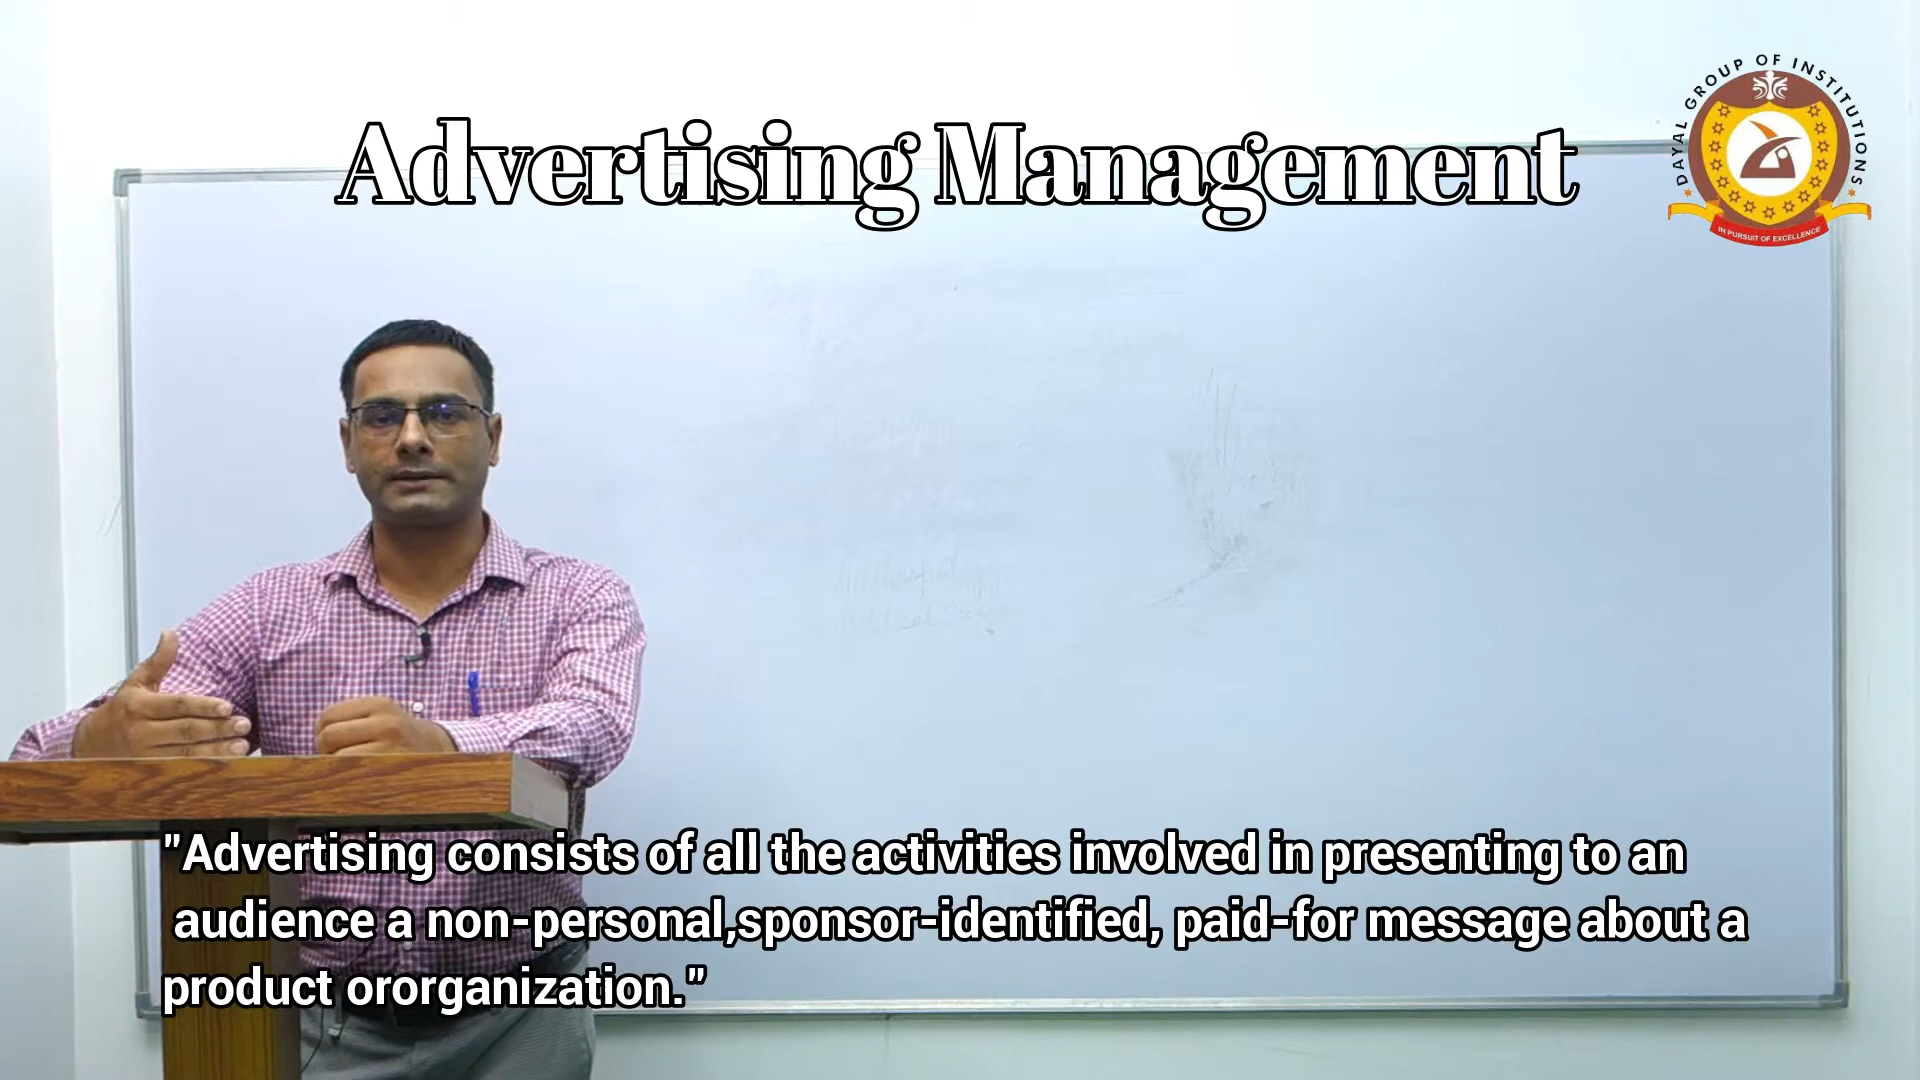 Advertising Management
DAYAL GROUP OF INSTITUTIONS
IN PURSUIT OF EXCELLENCE
"Advertising consists of all the activities involved in presenting to an
audience a non-personal,sponsor-identified, paid-for message about a
product ororganization."